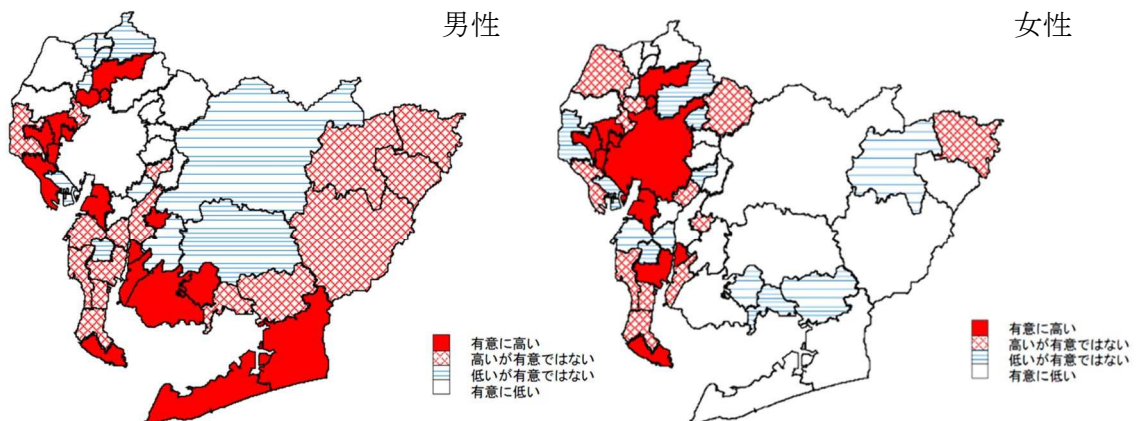 男性
女性
有意に高い
高いが有意ではない
低いが有意ではない
有意に低い
有意に高い
高いが有意ではない
低いが有意ではない
有意に低い